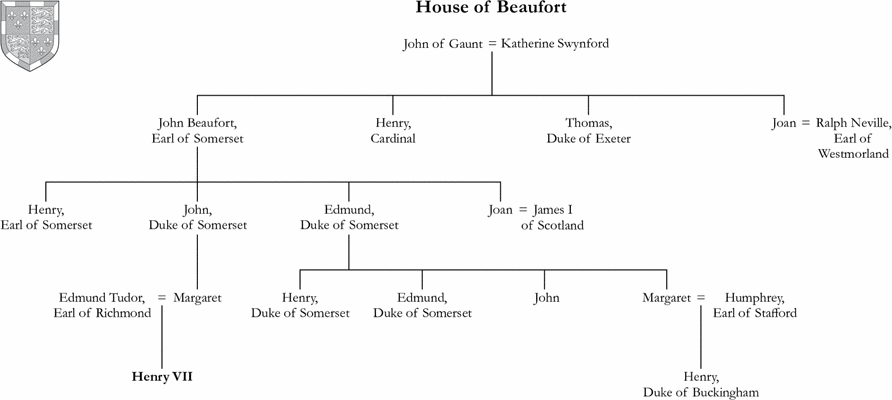 House of Beaufort
John of Gaunt = Katherine Swynford
John Beaufort,
Earl of Somerset
Henry,
Cardinal
Thomas,
Duke of Exeter
Joan = Ralph Neville,
Earl of
Westmorland
Henry,
Earl of Somerset
John,
Duke of Somerset
Edmund,
Duke of Somerset
Joan = James I
of Scotland
Edmund Tudor, = Margaret
Earl of Richmond
Henry,
Duke of Somerset
Edmund,
Duke of Somerset
John
Margaret = Humphrey,
Earl of Stafford
Henry VII
Henry,
Duke of Buckingham